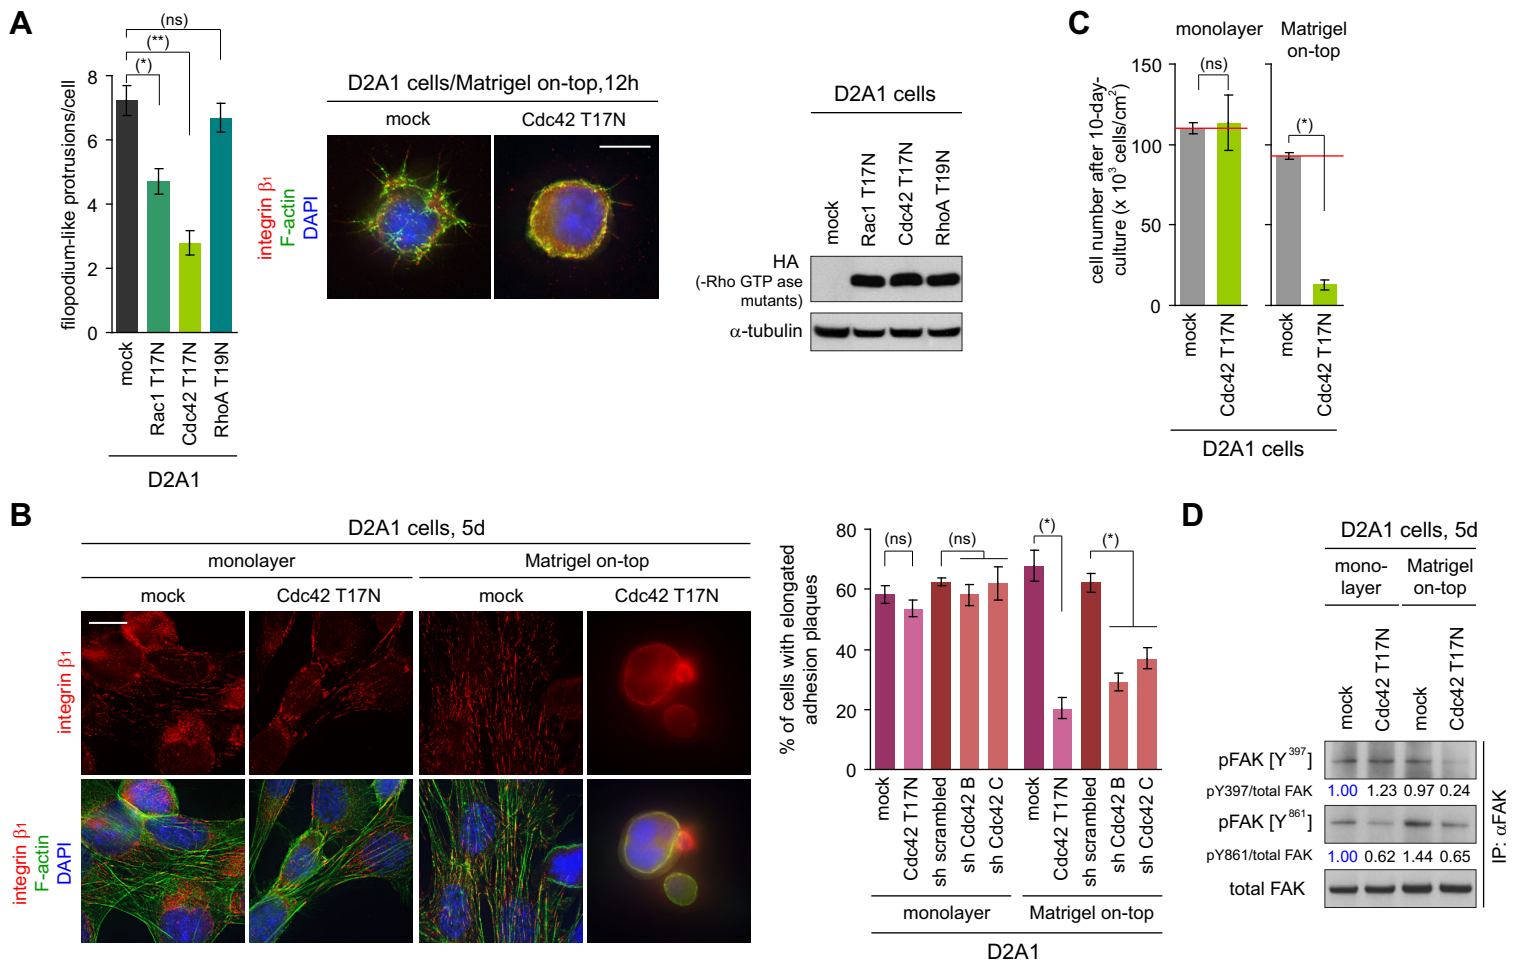 A
(ns)
(**)
(*)
filopodium-like protrusions/cell
8
6
4
2
0
mock
Rac1 T17N
Cdc42 T17N
RhoA T19N
D2A1
D2A1 cells/Matrigel on-top,12h
mock
Cdc42 T17N
integrin β1
F-actin
DAPI
D2A1 cells
mock
Rac1 T17N
Cdc42 T17N
RhoA T19N
HA
(-Rho GTP ase
mutants)
α-tubulin
C
monolayer
Matrigel
on-top
cell number after 10-day-
culture (x 10³ cells/cm²)
150
100
50
0
(ns)
(*)
mock
Cdc42 T17N
mock
Cdc42 T17N
D2A1 cells
B
D2A1 cells, 5d
monolayer
Matrigel on-top
mock
Cdc42 T17N
mock
Cdc42 T17N
integrin β1
integrin β1
F-actin
DAPI
% of cells with elongated
adhesion plaques
80
60
40
20
0
(ns)
(ns)
(*)
(*)
mock
Cdc42 T17N
sh scrambled
sh Cdc42 B
sh Cdc42 C
mock
Cdc42 T17N
sh scrambled
sh Cdc42 B
sh Cdc42 C
monolayer
Matrigel on-top
D2A1
D
D2A1 cells, 5d
mono-
layer
Matrigel
on-top
mock
Cdc42 T17N
mock
Cdc42 T17N
pFAK [Y³⁹⁷]
pY397/total FAK 1.00 1.23 0.97 0.24
pFAK [Y⁸⁶¹]
pY861/total FAK 1.00 0.62 1.44 0.65
total FAK
IP: αFAK